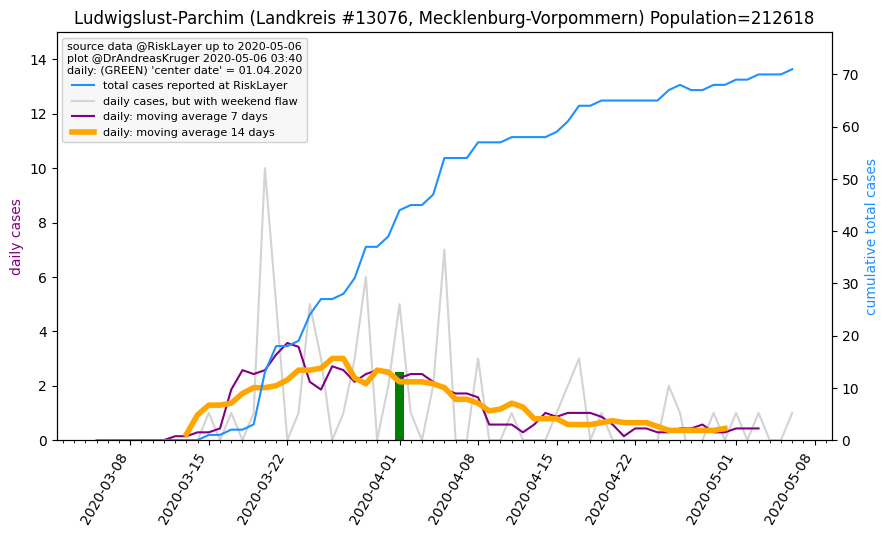 Ludwigslust-Parchim (Landkreis #13076, Mecklenburg-Vorpommern) Population=212618
source data @RiskLayer up to 2020-05-06
plot @DrAndreasKruger 2020-05-06 03:40
daily: (GREEN) 'center date' = 01.04.2020
total cases reported at RiskLayer
daily cases, but with weekend flaw
daily: moving average 7 days
daily: moving average 14 days
daily cases
14
12
10
8
6
4
2
0
cumulative total cases
70
60
50
40
30
20
10
0
2020-03-08
2020-03-15
2020-03-22
2020-04-01
2020-04-08
2020-04-15
2020-04-22
2020-05-01
2020-05-08